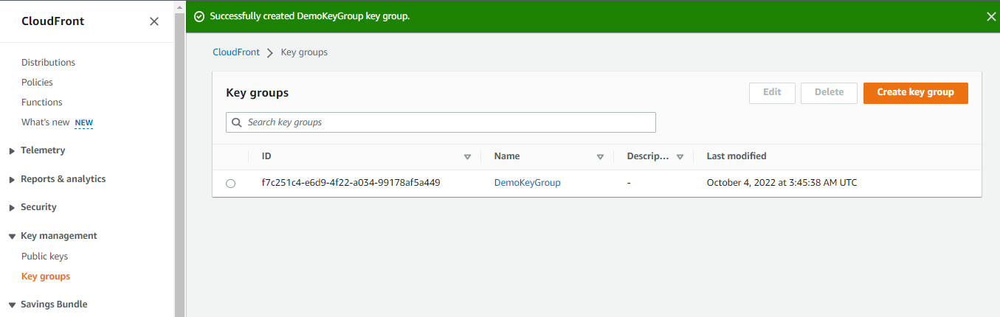 CloudFront
Distributions
Policies
Functions
What's new NEW
Telemetry
Reports & analytics
Security
Key management
Public keys
Key groups
Savings Bundle
Successfully created DemoKeyGroup key group.
CloudFront Key groups
Key groups Edit Delete Create key group
Search key groups
ID Name Descrip... Last modified
f7c251c4-e6d9-4f22-a034-99178af5a449 DemoKeyGroup - October 4, 2022 at 3:45:38 AM UTC